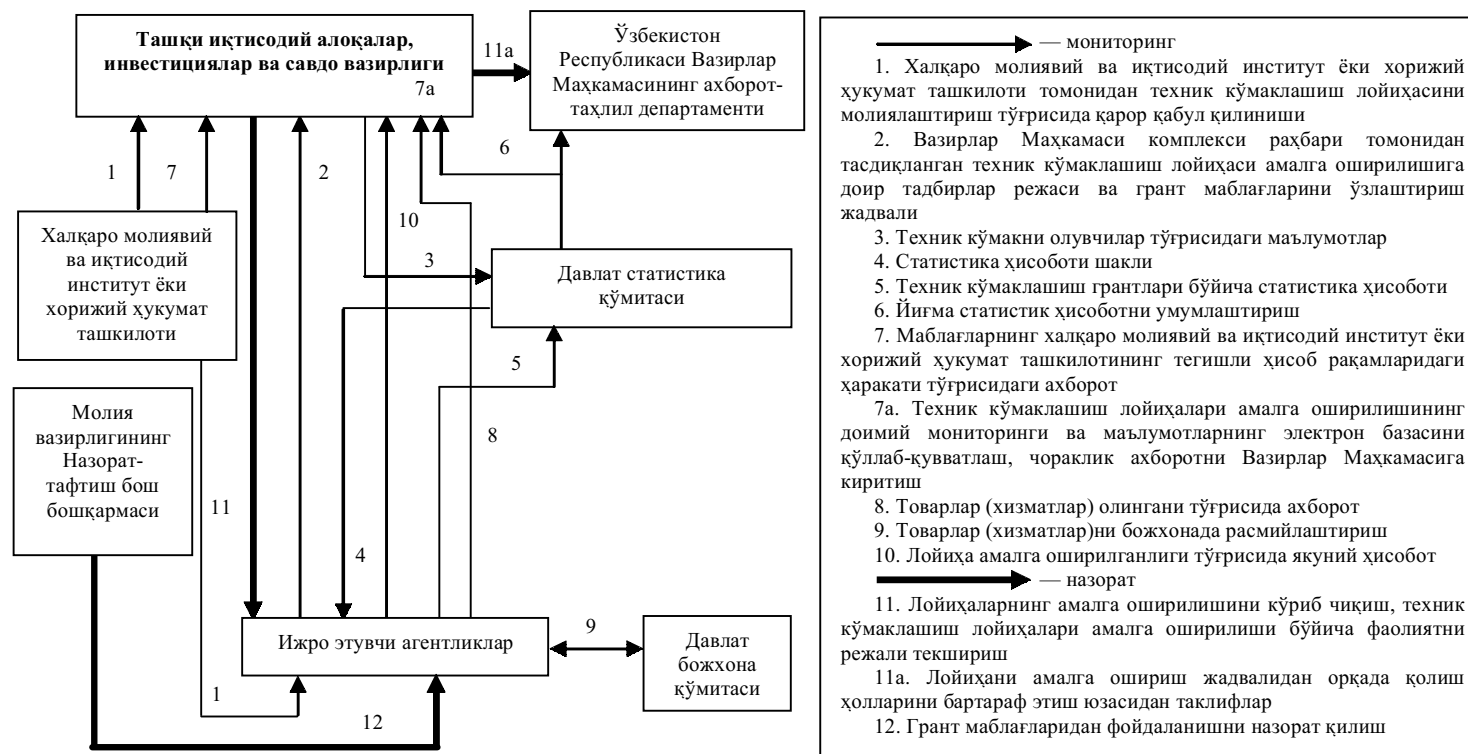 Ташқи иқтисодий алоқалар,
инвестициялар ва савдо вазирлиги
7а
11а
Ўзбекистон
Республикаси Вазирлар
Маҳкамасининг ахборот-
таҳлил департаменти
1
7
2
6
10
Халқаро молиявий
ва иқтисодий
институт ёки
хорижий ҳукумат
ташкилоти
3
Давлат статистика
қўмитаси
5
Молия
вазирлигининг
Назорат-
тафтиш бош
бошқармаси
11
8
4
Ижро этувчи агентликлар
9
Давлат
божхона
қўмитаси
1
12
— мониторинг
1. Халқаро молиявий ва иқтисодий институт ёки хорижий
ҳукумат ташкилоти томонидан техник кўмаклашиш лойиҳасини
молиялаштириш тўғрисида қарор қабул қилиниши
2. Вазирлар Маҳкамаси комплекси раҳбари томонидан
тасдиқланган техник кўмаклашиш лойиҳаси амалга оширилишига
доир тадбирлар режаси ва грант маблағларини ўзлаштириш
жадвали
3. Техник кўмакни олувчилар тўғрисидаги маълумотлар
4. Статистика ҳисоботи шакли
5. Техник кўмаклашиш грантлари бўйича статистика ҳисоботи
6. Йиғма статистик ҳисоботни умумлаштириш
7. Маблағларнинг халқаро молиявий ва иқтисодий институт ёки
хорижий ҳукумат ташкилотининг тегишли ҳисоб рақамларидаги
ҳаракати тўғрисидаги ахборот
7а. Техник кўмаклашиш лойиҳалари амалга оширилишининг
доимий мониторинги ва маълумотларнинг электрон базасини
қўллаб-қувватлаш, чораклик ахборотни Вазирлар Маҳкамасига
киритиш
8. Товарлар (хизматлар) олингани тўғрисида ахборот
9. Товарлар (хизматлар)ни божхонада расмийлаштириш
10. Лойиҳа амалга оширилганлиги тўғрисида якуний ҳисобот
— назорат
11. Лойиҳаларнинг амалга оширилишини кўриб чиқиш, техник
кўмаклашиш лойиҳалари амалга оширилиши бўйича фаолиятни
режали текшириш
11а. Лойиҳани амалга ошириш жадвалидан орқада қолиш
ҳолларини бартараф этиш юзасидан таклифлар
12. Грант маблағларидан фойдаланишни назорат қилиш